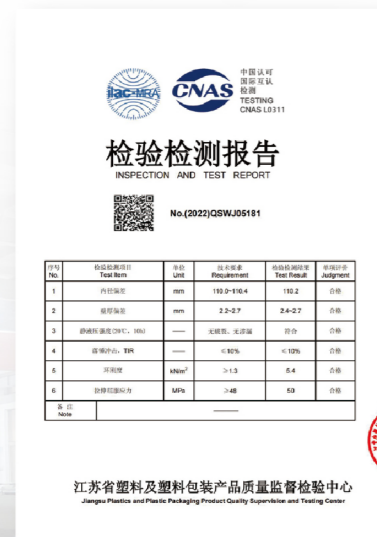 ilac-MRA
CNAS
中国认可
国际互认
检测
TESTING
CNAS L0311
检验检测报告
INSPECTION AND TEST REPORT
No.(2022)QSWJ05181
序号 检验检测项目 单位 技术要求 检验检测结果 单项评价
No. Test Item Unit Requirement Test Result Judgment
1 内径偏差 mm 110.0~110.4 110.2 合格
2 壁厚偏差 mm 2.2~2.7 2.4~2.7 合格
3 静液压强度(20℃, 10h) —— 无破裂、无渗漏 符合 合格
4 落锤冲击, TIR —— ≤10% ≤10% 合格
5 环刚度 kN/m² ≥1.3 5.4 合格
6 拉伸屈服应力 MPa ≥48 50 合格
备 注
Note ——
江苏省塑料及塑料包装产品质量监督检验中心
Jiangsu Plastics and Plastic Packaging Product Quality Supervision and Testing Center